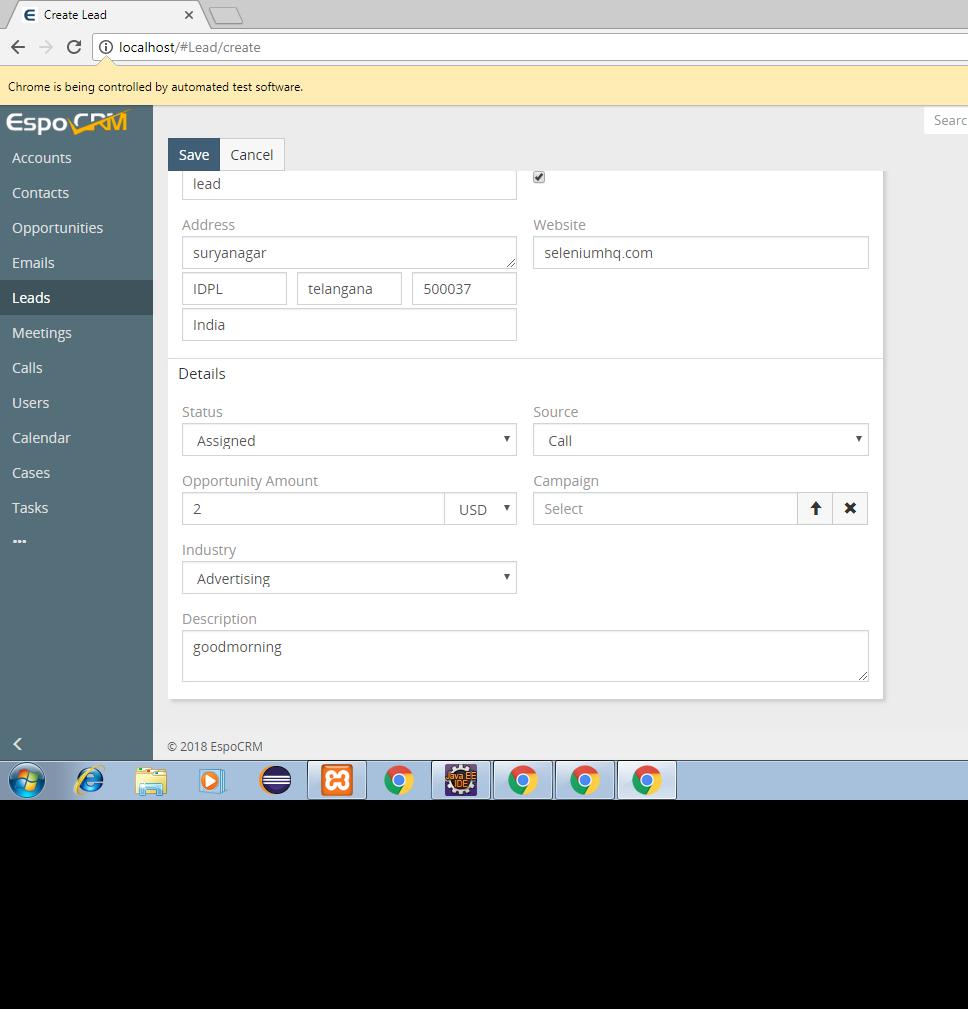 Create Lead
localhost/#Lead/create
Chrome is being controlled by automated test software.
EspoCRM
Searc
Save Cancel
Accounts
Contacts
Opportunities
Emails
Leads
Meetings
Calls
Users
Calendar
Cases
Tasks
lead
Address Website
suryanagar seleniumhq.com
IDPL telangana 500037
India
Details
Status Source
Assigned Call
Opportunity Amount Campaign
2 USD Select
Industry
Advertising
Description
goodmorning
© 2018 EspoCRM
Java EE
IDE